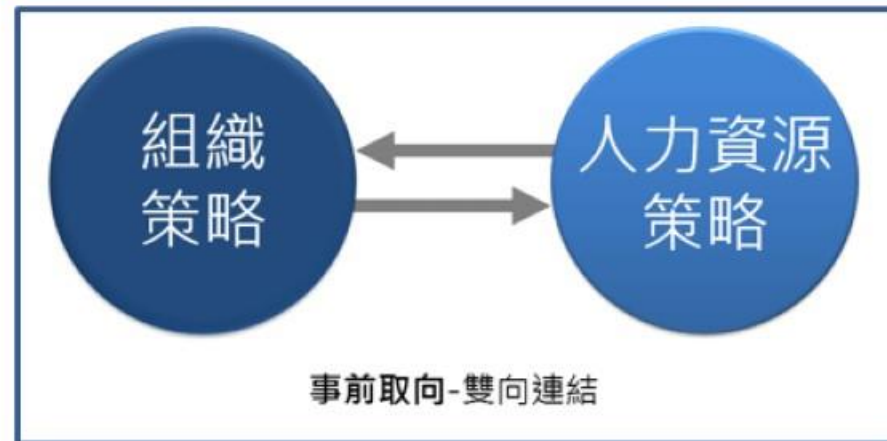 組織
策略
人力資源
策略
事前取向-雙向連結